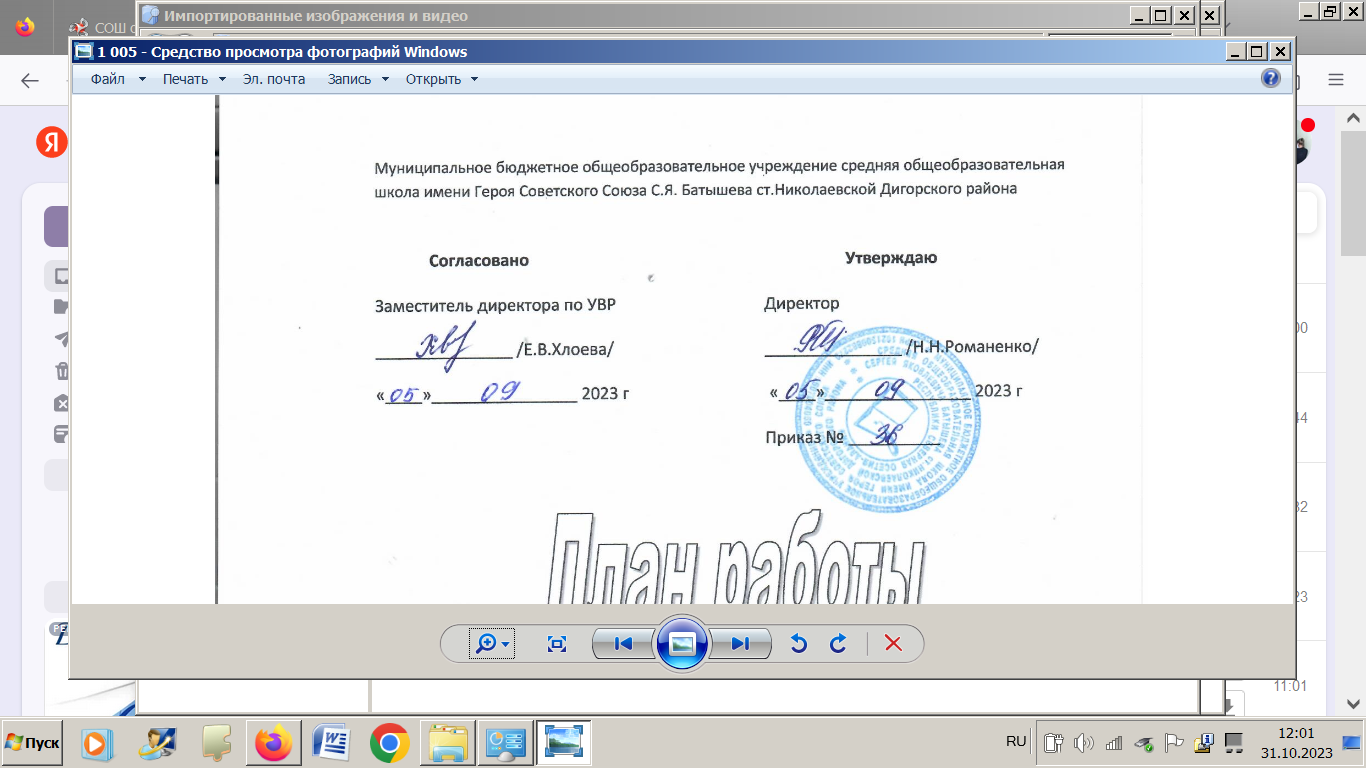 СОШ
Импортированные изображения и видео
1 005 - Средство просмотра фотографий Windows
Файл Печать Эл. почта Запись Открыть
Я
Муниципальное бюджетное общеобразовательное учреждение средняя общеобразовательная
школа имени Героя Советского Союза С.Я. Батышева ст.Николаевской Дигорского района
Согласовано Утверждаю
Заместитель директора по УВР Директор
/Е.В.Хлоева/ /Н.Н.Романенко/
«05» 09 2023 г «05» 09 2023 г
Приказ № 36
План работы
11:01
Пуск
RU
12:01
31.10.2023